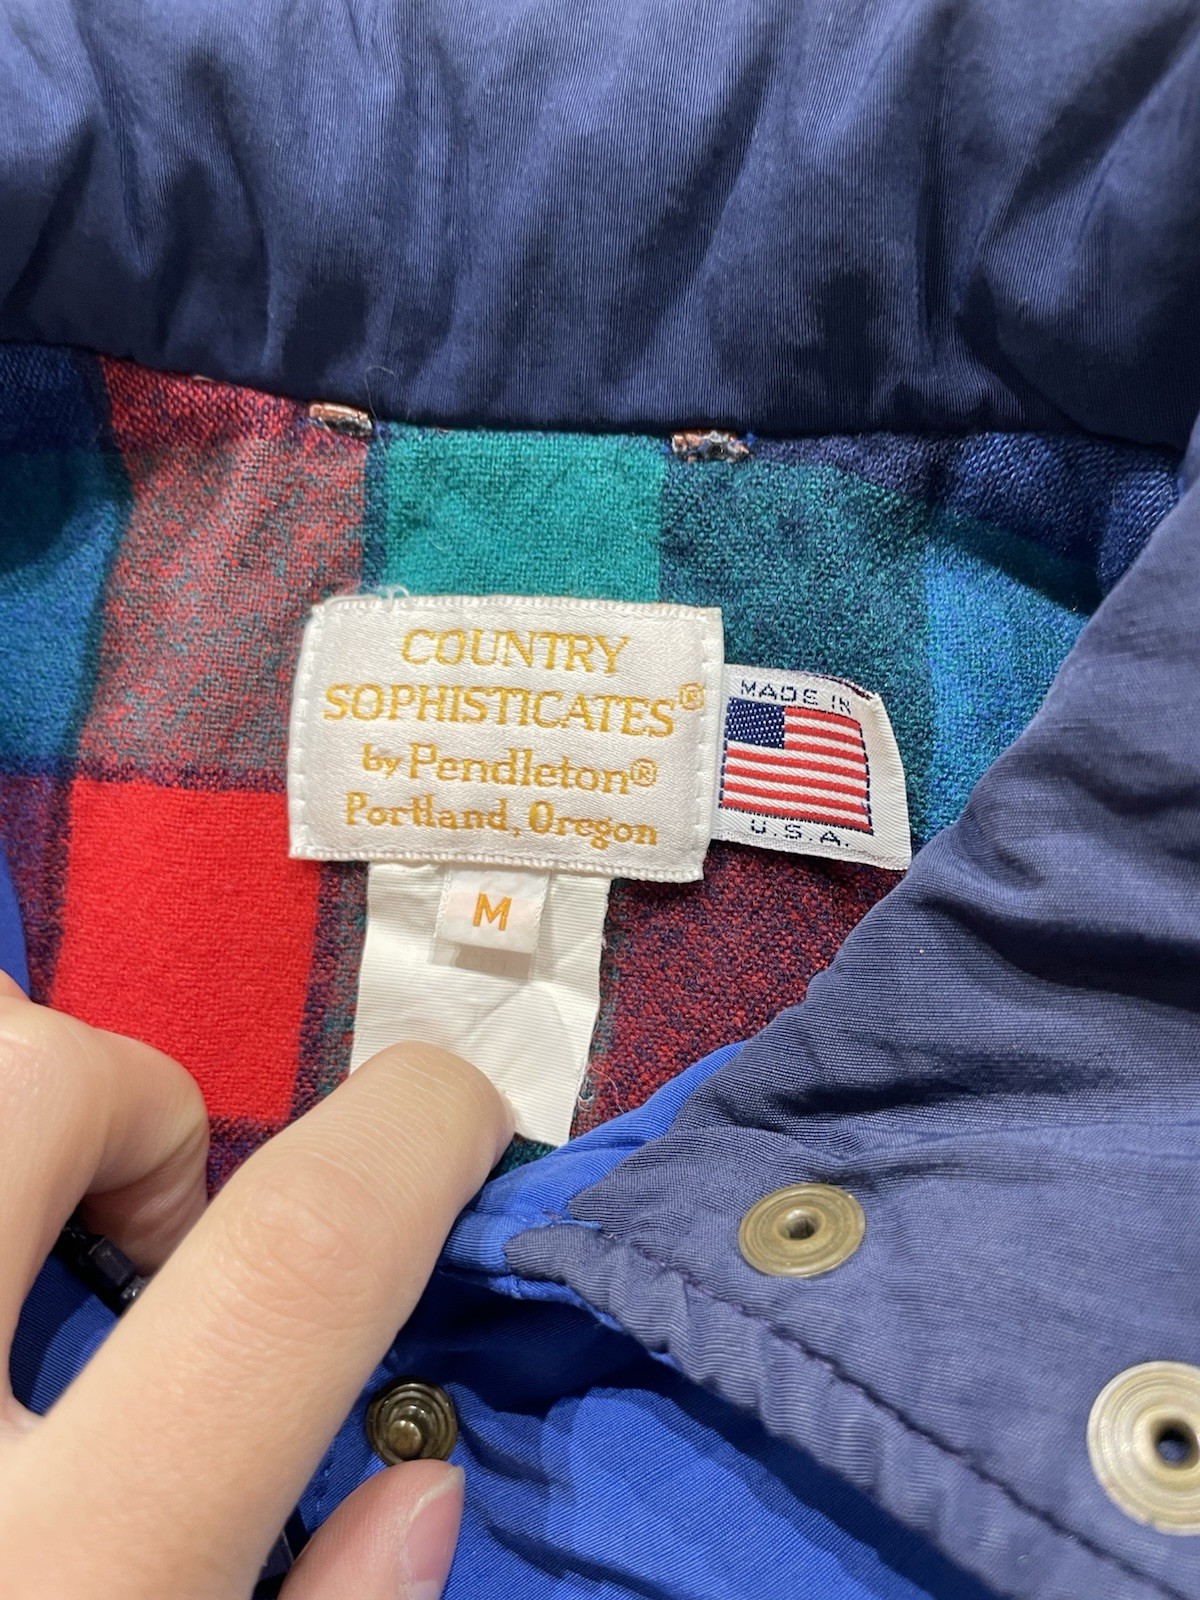 COUNTRY
SOPHISTICATES®
by Pendleton®
Portland, Oregon
MADE IN
U.S.A.
M